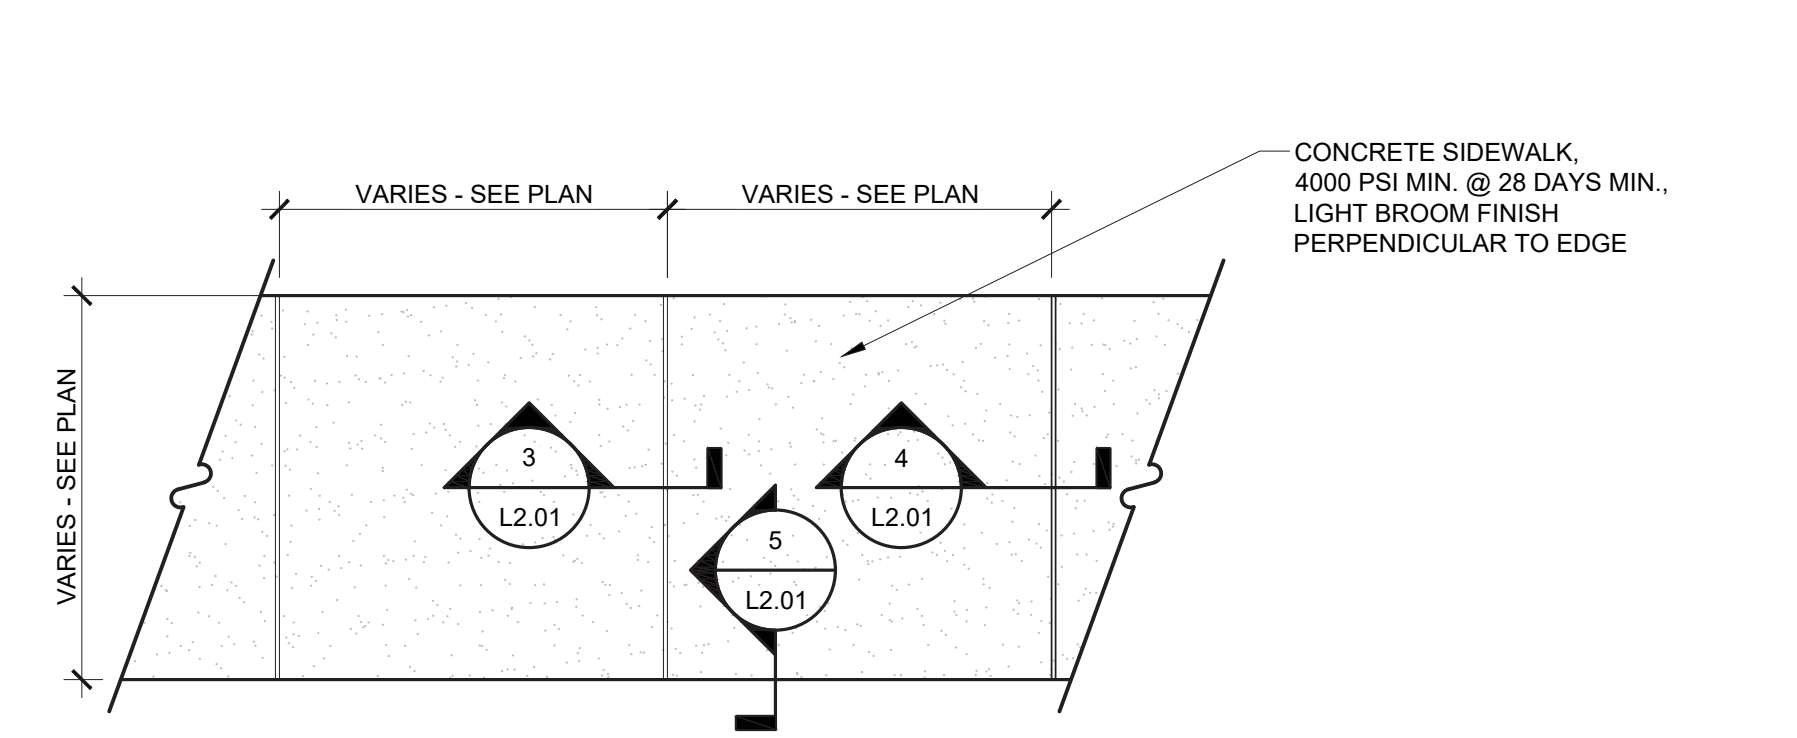 CONCRETE SIDEWALK,
4000 PSI MIN. @ 28 DAYS MIN.,
LIGHT BROOM FINISH
PERPENDICULAR TO EDGE
VARIES - SEE PLAN
VARIES - SEE PLAN
VARIES - SEE PLAN
3
L2.01
4
L2.01
5
L2.01